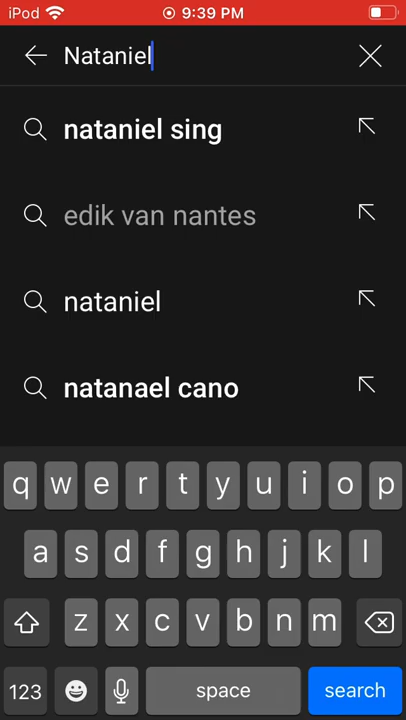 iPod 9:39 PM
Nataniel
nataniel sing
edik van nantes
nataniel
natanael cano
q w e r t y u i o p
a s d f g h j k l
z x c v b n m
123 space search